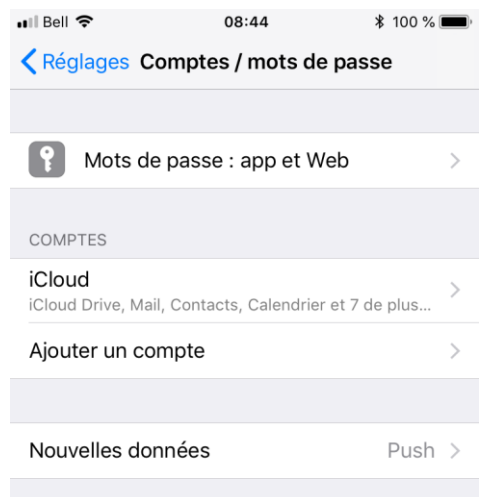 Bell 08:44 100 %
Réglages Comptes / mots de passe
Mots de passe : app et Web
COMPTES
iCloud
iCloud Drive, Mail, Contacts, Calendrier et 7 de plus...
Ajouter un compte
Nouvelles données Push